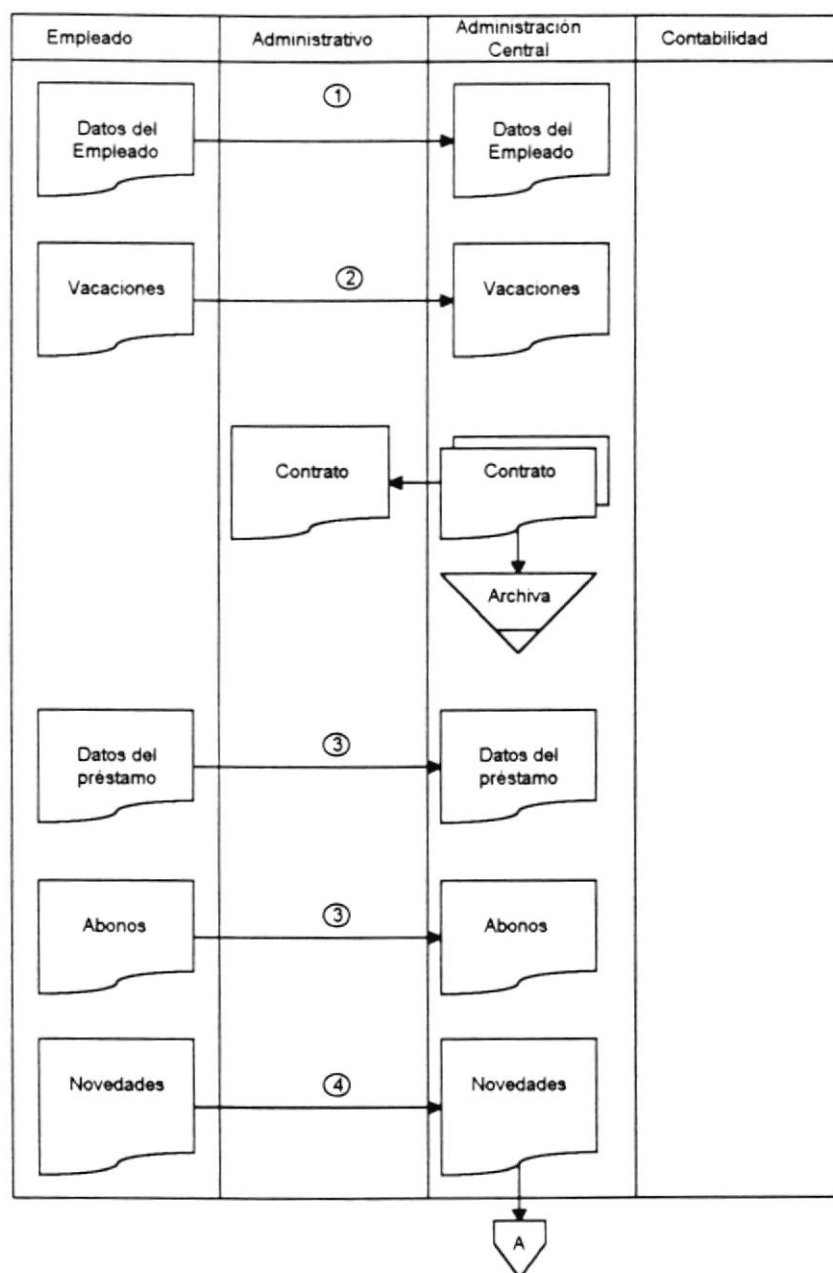 Empleado
Administrativo
Administración
Central
Contabilidad
1
Datos del
Empleado
Datos del
Empleado
2
Vacaciones
Vacaciones
Contrato
Contrato
Archiva
3
Datos del
préstamo
Datos del
préstamo
3
Abonos
Abonos
4
Novedades
Novedades
A